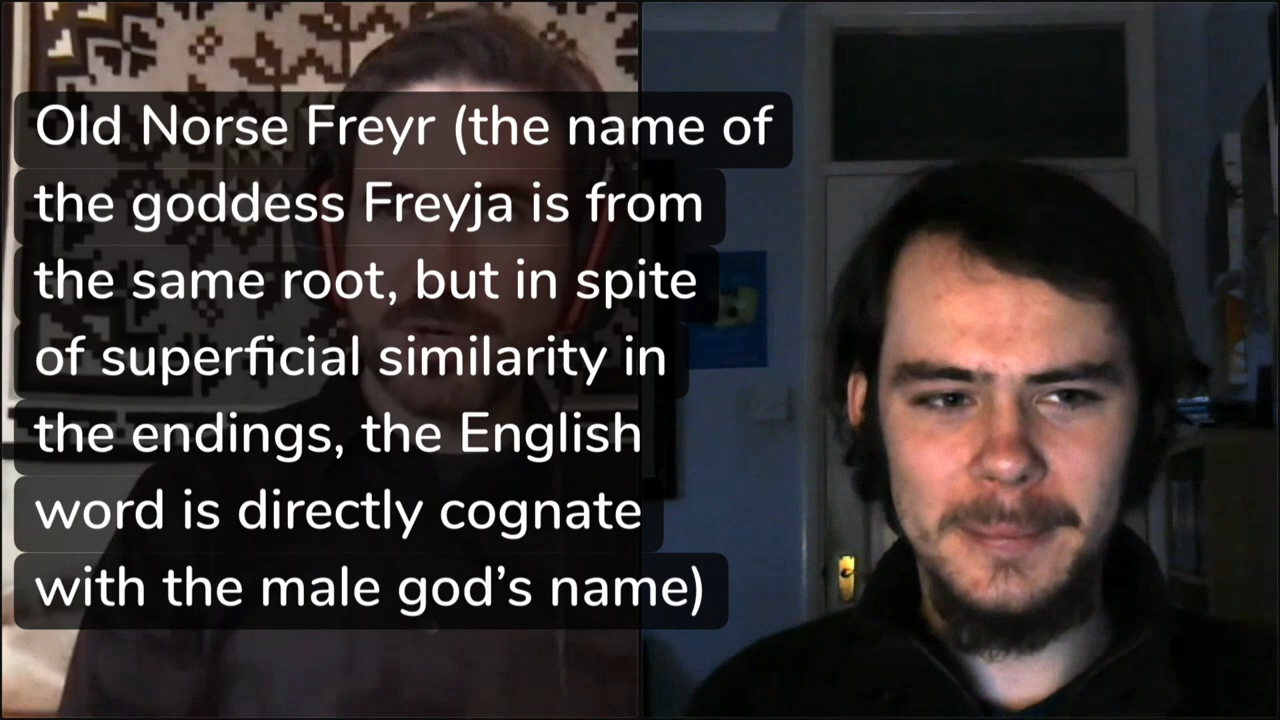 Old Norse Freyr (the name of
the goddess Freyja is from
the same root, but in spite
of superficial similarity in
the endings, the English
word is directly cognate
with the male god’s name)